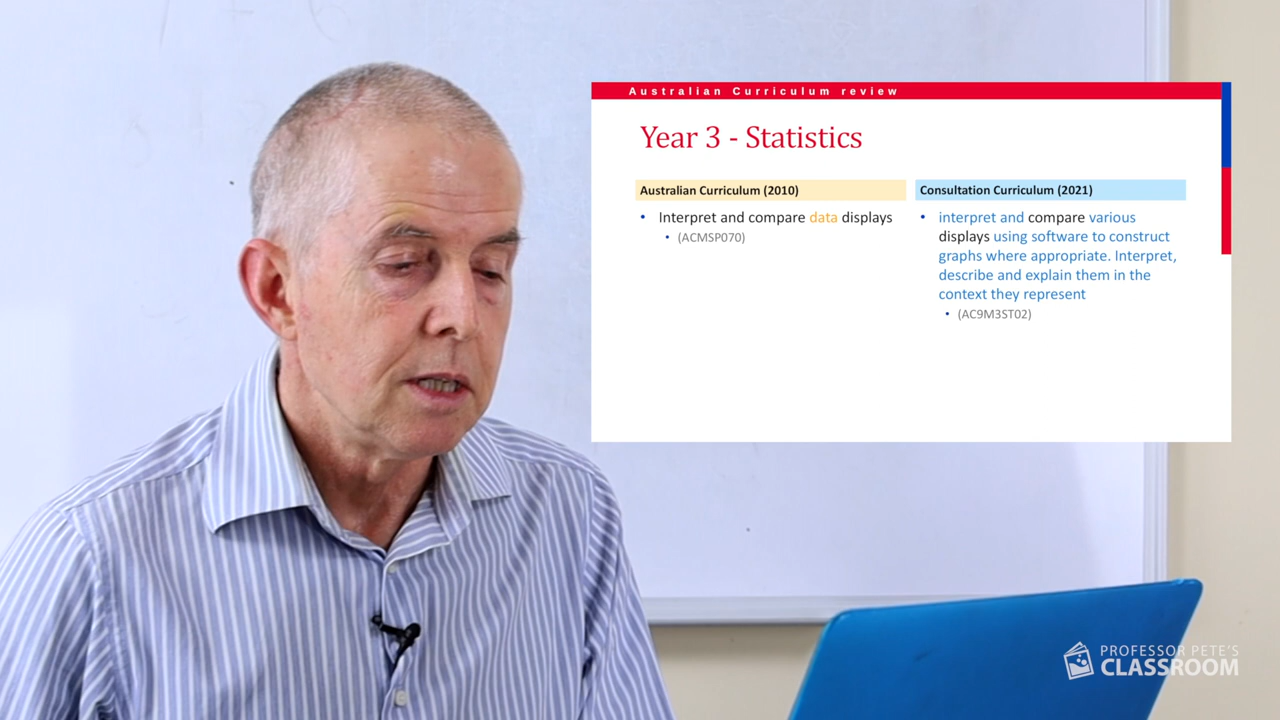 Australian Curriculum review
Year 3 - Statistics
Australian Curriculum (2010)
• Interpret and compare data displays
• (ACMSP070)
Consultation Curriculum (2021)
• interpret and compare various
displays using software to construct
graphs where appropriate. Interpret,
describe and explain them in the
context they represent
• (AC9M3ST02)
PROFESSOR PETE'S
CLASSROOM